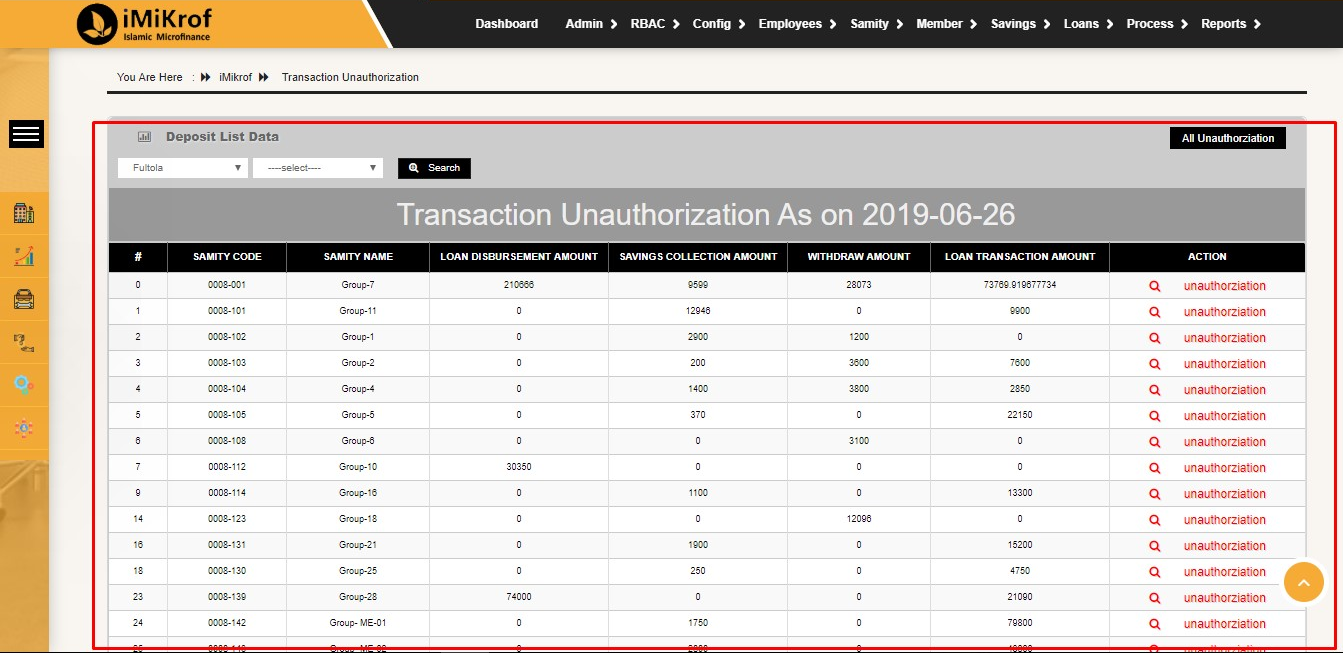 iMiKrof
Islamic Microfinance
Dashboard Admin RBAC Config Employees Samity Member Savings Loans Process Reports
You Are Here : iMikrof Transaction Unauthorization
Deposit List Data All Unauthorziation
Fultola ----select---- Search
Transaction Unauthorization As on 2019-06-26
# SAMITY CODE SAMITY NAME LOAN DISBURSEMENT AMOUNT SAVINGS COLLECTION AMOUNT WITHDRAW AMOUNT LOAN TRANSACTION AMOUNT ACTION
0 0008-001 Group-7 210666 9599 28073 73769.919677734 unauthorziation
1 0008-101 Group-11 0 12946 0 9900 unauthorziation
2 0008-102 Group-1 0 2900 1200 0 unauthorziation
3 0008-103 Group-2 0 200 3600 7600 unauthorziation
4 0008-104 Group-4 0 1400 3800 2850 unauthorziation
5 0008-105 Group-5 0 370 0 22150 unauthorziation
6 0008-108 Group-6 0 0 3100 0 unauthorziation
7 0008-112 Group-10 30350 0 0 0 unauthorziation
9 0008-114 Group-16 0 1100 0 13300 unauthorziation
14 0008-123 Group-18 0 0 12096 0 unauthorziation
16 0008-131 Group-21 0 1900 0 15200 unauthorziation
18 0008-130 Group-25 0 250 0 4750 unauthorziation
23 0008-139 Group-28 74000 0 0 21090 unauthorziation
24 0008-142 Group- ME-01 0 1750 0 79800 unauthorziation